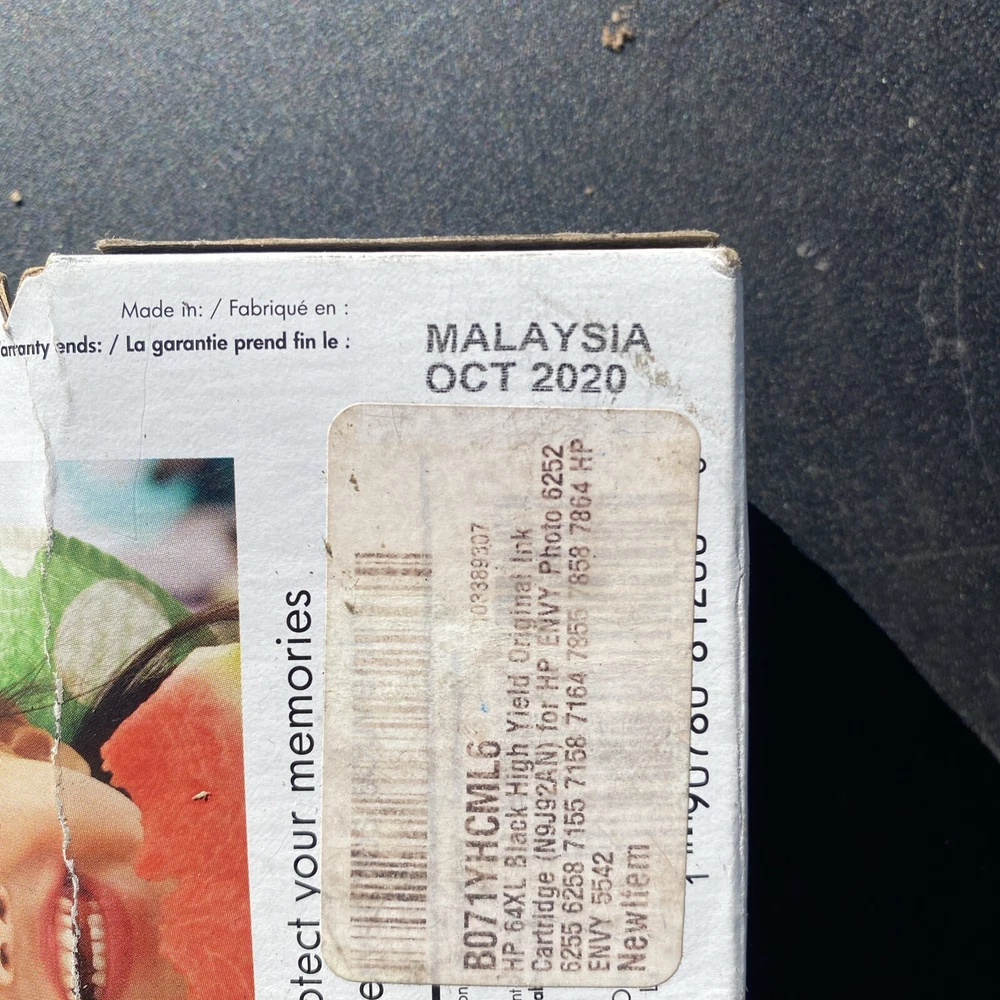 Made in: / Fabriqué en :
MALAYSIA
ends: / La garantie prend fin le :
OCT 2020
your memories
B071YHCML6
HP 64XL Black High Yield Original Ink
Cartridge (N9J92AN) for HP ENVY Photo 6252
6255 6258 7155 7158 7164 7855 7858 7864 HP
ENVY 5542
NewItem